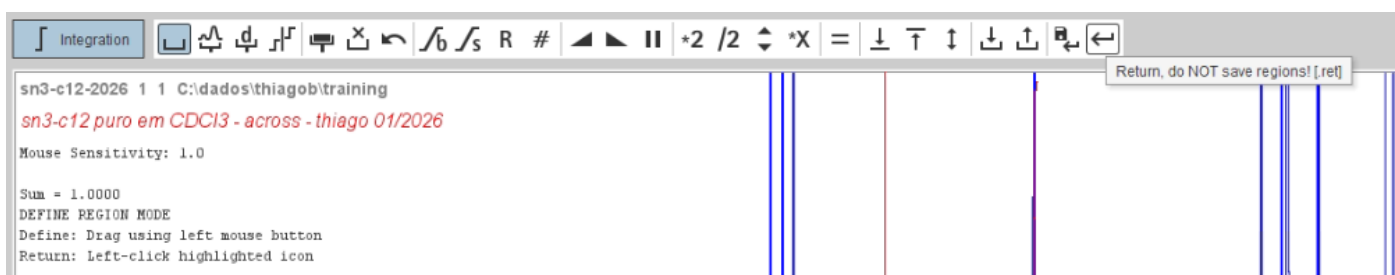 Integration
R # *2 /2 *X =
Return, do NOT save regions! [.ret]
sn3-c12-2026 1 1 C:\dados\thiagob\training
sn3-c12 puro em CDCl3 - across - thiago 01/2026
Mouse Sensitivity: 1.0
Sum = 1.0000
DEFINE REGION MODE
Define: Drag using left mouse button
Return: Left-click highlighted icon